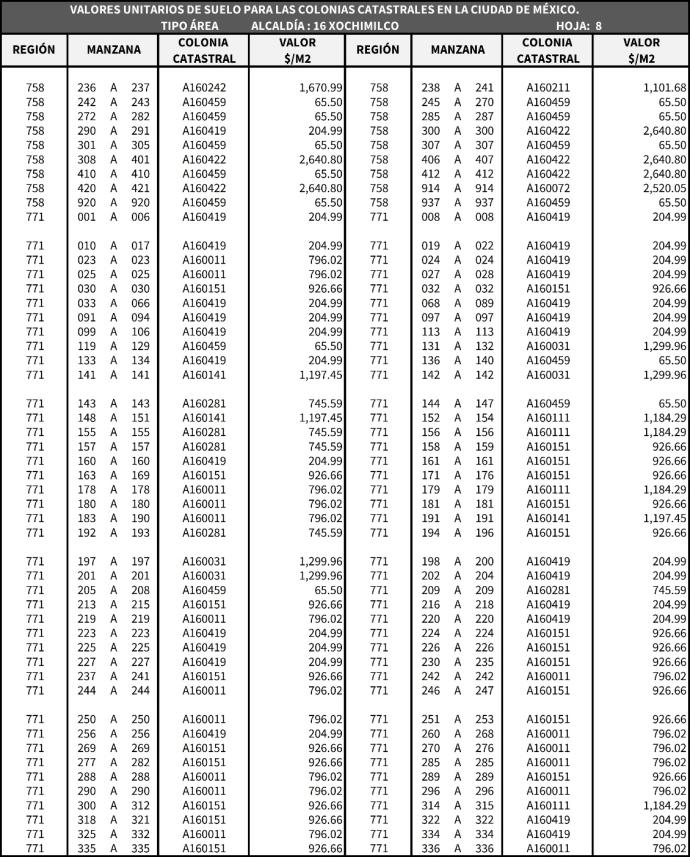 VALORES UNITARIOS DE SUELO PARA LAS COLONIAS CATASTRALES EN LA CIUDAD DE MÉXICO.
TIPO ÁREA ALCALDÍA : 16 XOCHIMILCO HOJA: 8
REGIÓN MANZANA COLONIA CATASTRAL VALOR $/M2 REGIÓN MANZANA COLONIA CATASTRAL VALOR $/M2
758 236 A 237 A160242 1,670.99 758 238 A 241 A160211 1,101.68
758 242 A 243 A160459 65.50 758 245 A 270 A160459 65.50
758 272 A 282 A160459 65.50 758 285 A 287 A160459 65.50
758 290 A 291 A160419 204.99 758 300 A 300 A160422 2,640.80
758 301 A 305 A160459 65.50 758 307 A 307 A160459 65.50
758 308 A 401 A160422 2,640.80 758 406 A 407 A160422 2,640.80
758 410 A 410 A160459 65.50 758 412 A 412 A160422 2,640.80
758 420 A 421 A160422 2,640.80 758 914 A 914 A160072 2,520.05
758 920 A 920 A160459 65.50 758 937 A 937 A160459 65.50
771 001 A 006 A160419 204.99 771 008 A 008 A160419 204.99
771 010 A 017 A160419 204.99 771 019 A 022 A160419 204.99
771 023 A 023 A160011 796.02 771 024 A 024 A160419 204.99
771 025 A 025 A160011 796.02 771 027 A 028 A160419 204.99
771 030 A 030 A160151 926.66 771 032 A 032 A160151 926.66
771 033 A 066 A160419 204.99 771 068 A 089 A160419 204.99
771 091 A 094 A160419 204.99 771 097 A 097 A160419 204.99
771 099 A 106 A160419 204.99 771 113 A 113 A160419 204.99
771 119 A 129 A160459 65.50 771 131 A 132 A160031 1,299.96
771 133 A 134 A160419 204.99 771 136 A 140 A160459 65.50
771 141 A 141 A160141 1,197.45 771 142 A 142 A160031 1,299.96
771 143 A 143 A160281 745.59 771 144 A 147 A160459 65.50
771 148 A 151 A160141 1,197.45 771 152 A 154 A160111 1,184.29
771 155 A 155 A160281 745.59 771 156 A 156 A160111 1,184.29
771 157 A 157 A160281 745.59 771 158 A 159 A160151 926.66
771 160 A 160 A160419 204.99 771 161 A 161 A160151 926.66
771 163 A 169 A160151 926.66 771 171 A 176 A160151 926.66
771 178 A 178 A160011 796.02 771 179 A 179 A160111 1,184.29
771 180 A 180 A160011 796.02 771 181 A 181 A160151 926.66
771 183 A 190 A160011 796.02 771 191 A 191 A160141 1,197.45
771 192 A 193 A160281 745.59 771 194 A 196 A160151 926.66
771 197 A 197 A160031 1,299.96 771 198 A 200 A160419 204.99
771 201 A 201 A160031 1,299.96 771 202 A 204 A160419 204.99
771 205 A 208 A160459 65.50 771 209 A 209 A160281 745.59
771 213 A 215 A160151 926.66 771 216 A 218 A160419 204.99
771 219 A 219 A160011 796.02 771 220 A 220 A160419 204.99
771 223 A 223 A160419 204.99 771 224 A 224 A160151 926.66
771 225 A 225 A160419 204.99 771 226 A 226 A160151 926.66
771 227 A 227 A160419 204.99 771 230 A 235 A160151 926.66
771 237 A 241 A160151 926.66 771 242 A 242 A160011 796.02
771 244 A 244 A160011 796.02 771 246 A 247 A160151 926.66
771 250 A 250 A160011 796.02 771 251 A 253 A160151 926.66
771 256 A 256 A160419 204.99 771 260 A 268 A160011 796.02
771 269 A 269 A160151 926.66 771 270 A 276 A160011 796.02
771 277 A 282 A160151 926.66 771 285 A 285 A160011 796.02
771 288 A 288 A160011 796.02 771 289 A 289 A160151 926.66
771 290 A 290 A160011 796.02 771 296 A 296 A160011 796.02
771 300 A 312 A160151 926.66 771 314 A 315 A160111 1,184.29
771 318 A 321 A160151 926.66 771 322 A 322 A160419 204.99
771 325 A 332 A160011 796.02 771 334 A 334 A160419 204.99
771 335 A 335 A160151 926.66 771 336 A 336 A160011 796.02